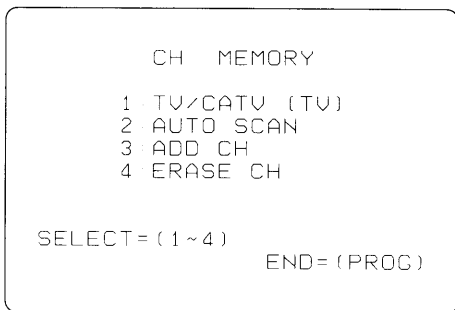 CH MEMORY
1 TV/CATV (TV)
2 AUTO SCAN
3 ADD CH
4 ERASE CH
SELECT=(1~4)
END=(PROG)